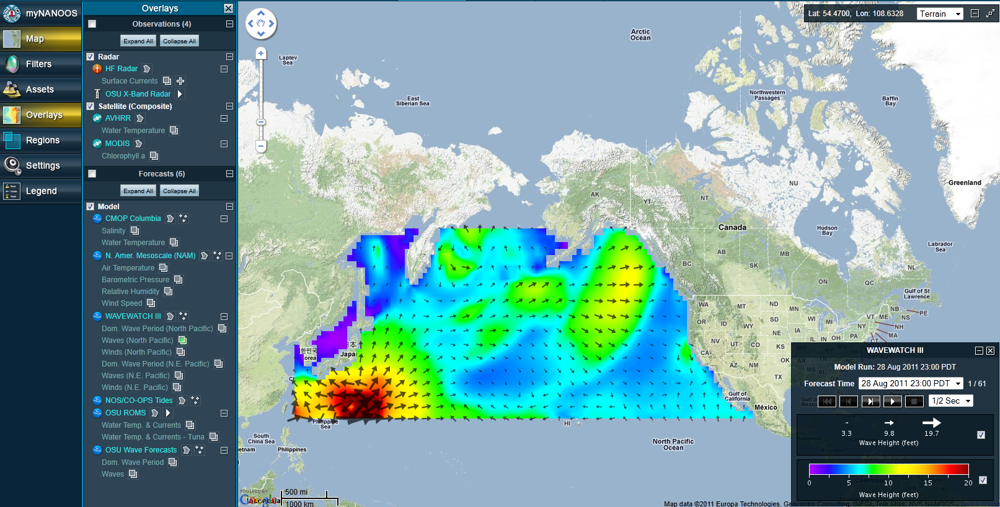 myNANOOS
Map
Filters
Assets
Overlays
Regions
Settings
Legend
Overlays
Observations (4)
Expand All
Collapse All
Radar
HF Radar
Surface Currents
OSU X-Band Radar
Satellite (Composite)
AVHRR
Water Temperature
MODIS
Chlorophyll a
Forecasts (6)
Expand All
Collapse All
Model
CMOP Columbia
Salinity
Water Temperature
N. Amer. Mesoscale (NAM)
Air Temperature
Barometric Pressure
Relative Humidity
Wind Speed
WAVEWATCH III
Dom. Wave Period (North Pacific)
Waves (North Pacific)
Winds (North Pacific)
Dom. Wave Period (N.E. Pacific)
Waves (N.E. Pacific)
Winds (N.E. Pacific)
NOS/CO-OPS Tides
OSU ROMS
Water Temp. & Currents
Water Temp. & Currents - Tuna
OSU Wave Forecasts
Dom. Wave Period
Waves
Lat: 54.4700, Lon: 108.6328
Terrain
Arctic
Ocean
Laptev
Sea
East
Siberian Sea
Northwestern
Passages
Baffin
Bay
Greenland
NU
AK
YT
NT
Canada
Hudson
Bay
Labrador
Sea
AB
BC
SK
MB
ON
QC
NL
Gulf of St
Lawrence
NB
PE
NS
NH
MA
CT
WA
MT
ND
MN
OR
ID
WY
SD
WI
MI
VT
ME
NY
NE
IA
IL
IN
OH
PA
NV
UT
CO
KS
CA
AZ
NM
OK
TX
Gulf of
California
México
HI
North Pacific
Ocean
日本
Japan
한민국
Korea
Philippine
Sea
South
China Sea
Philippines
etnam
Indonesia
POWERED BY
Google
500 mi
1000 km
WAVEWATCH III
Model Run: 28 Aug 2011 23:00 PDT
Forecast Time 28 Aug 2011 23:00 PDT 1 / 61
1/2 Sec
3.3 9.8 19.7
Wave Height (feet)
0 5 10 15 20
Wave Height (feet)
Map data ©2011 Europa Technologies, Geocentre Consulting, INEGI, Tele Atlas, NVS NANOOS -